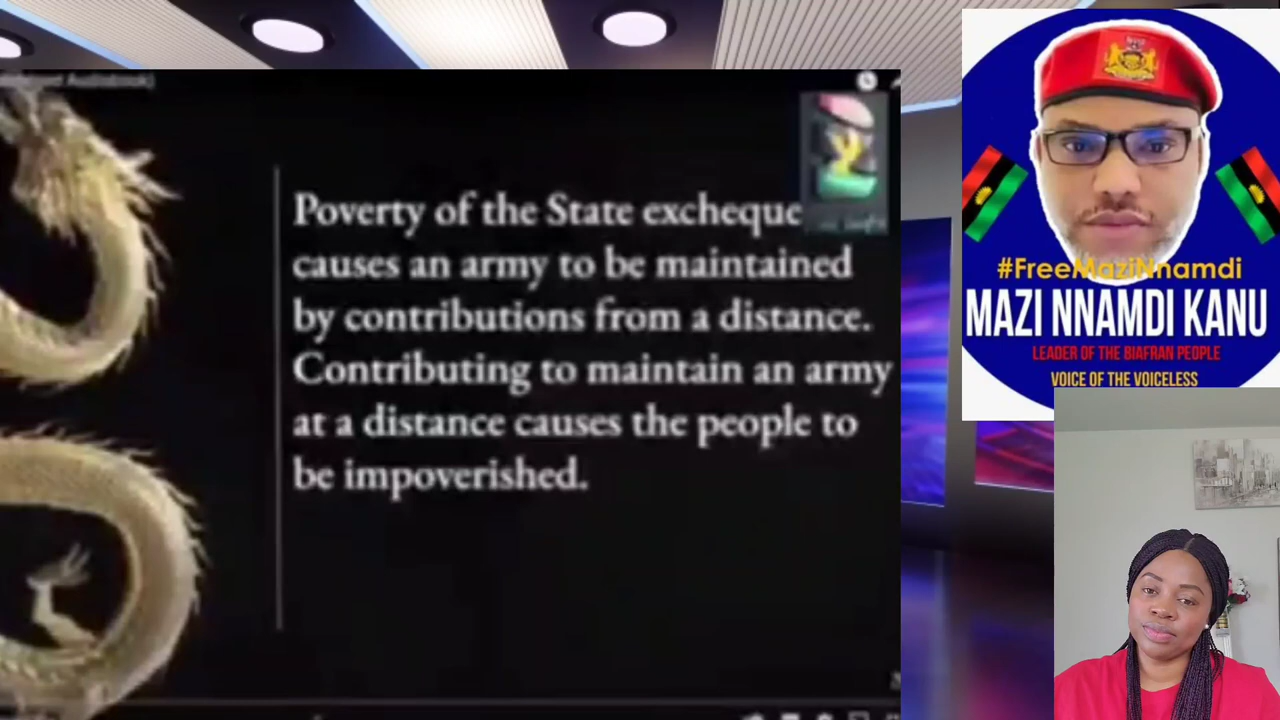 Audiobook)
Poverty of the State excheque
causes an army to be maintained
by contributions from a distance.
Contributing to maintain an army
at a distance causes the people to
be impoverished.
#FreeMaziNnamdi
MAZI NNAMDI KANU
LEADER OF THE BIAFRAN PEOPLE
VOICE OF THE VOICELESS